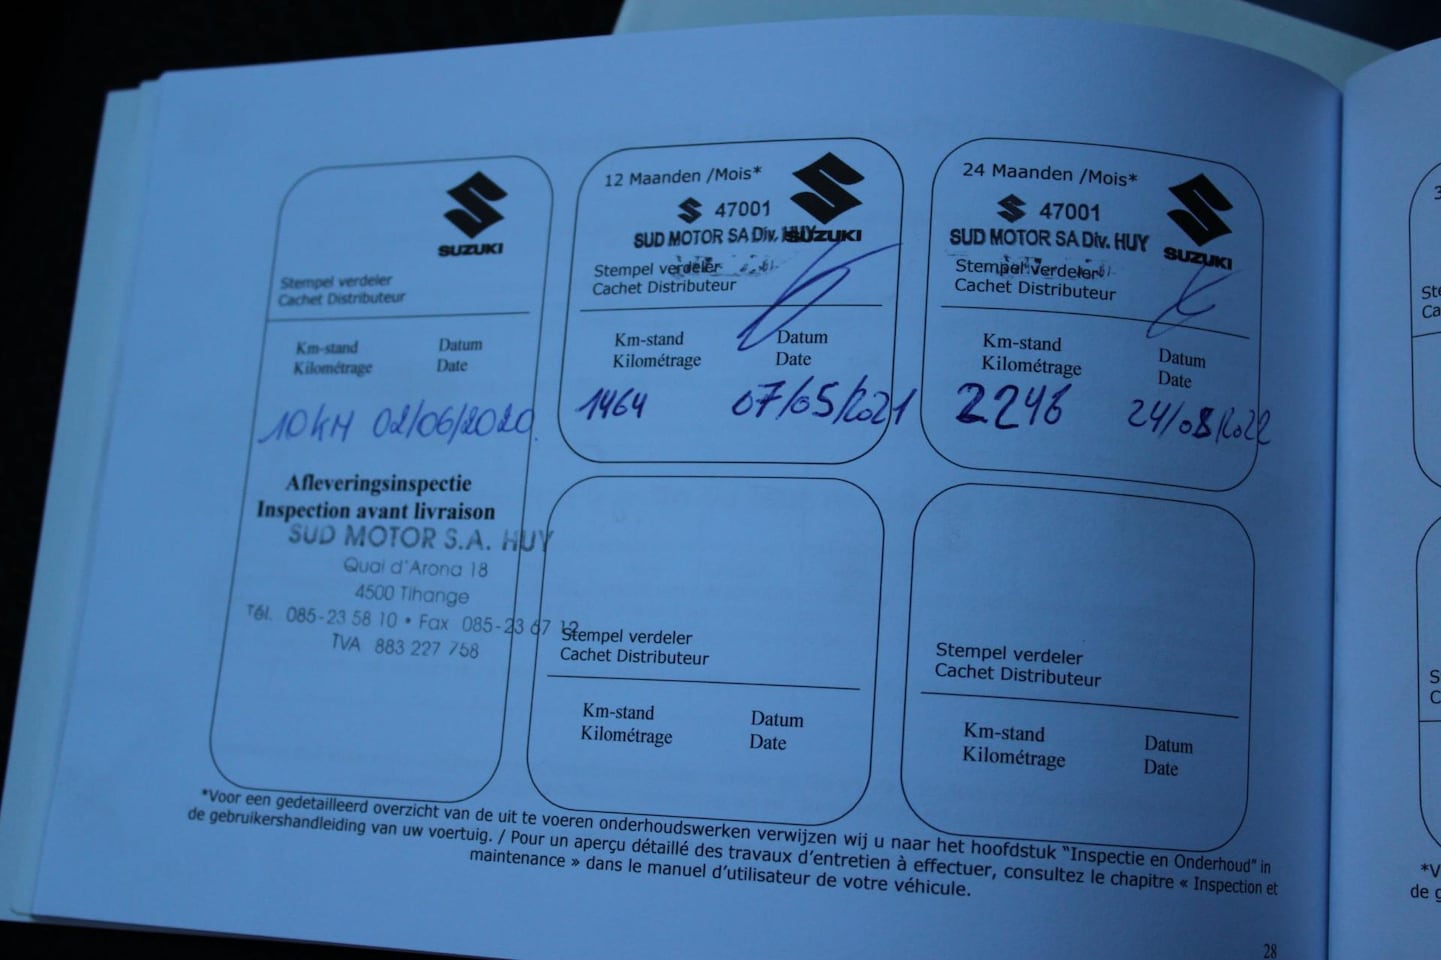 SUZUKI
Stempel verdeler
Cachet Distributeur
Km-stand Datum
Kilométrage Date
10 KM 02/06/2020
Afleveringsinspectie
Inspection avant livraison
SUD MOTOR S.A. HUY
Quai d'Arona 18
4500 Tihange
Tél. 085-23 58 10 • Fax 085-23 67 12
TVA 883 227 758
12 Maanden /Mois*
47001
SUD MOTOR SA Div. HUY
SUZUKI
Stempel verdeler
Cachet Distributeur
Km-stand Datum
Kilométrage Date
1464 07/05/2021
24 Maanden /Mois*
47001
SUD MOTOR SA Div. HUY
SUZUKI
Stempel verdeler
Cachet Distributeur
Km-stand Datum
Kilométrage Date
2246 24/08/2022
Stempel verdeler
Cachet Distributeur
Km-stand Datum
Kilométrage Date
Stempel verdeler
Cachet Distributeur
Km-stand Datum
Kilométrage Date
*Voor een gedetailleerd overzicht van de uit te voeren onderhoudswerken verwijzen wij u naar het hoofdstuk "Inspectie en Onderhoud" in
de gebruikershandleiding van uw voertuig. / Pour un aperçu détaillé des travaux d'entretien à effectuer, consultez le chapitre « Inspection et
maintenance » dans le manuel d'utilisateur de votre véhicule.
28